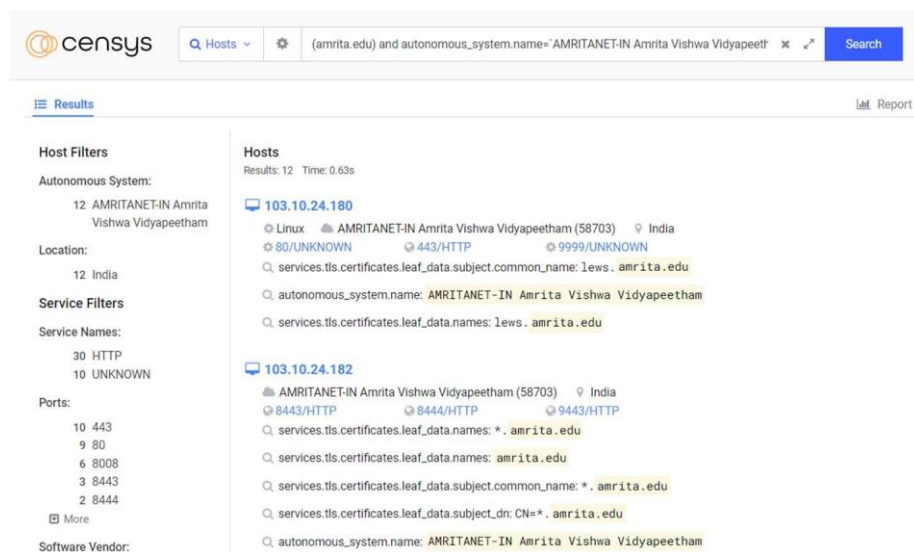 censys
Hosts
(amrita.edu) and autonomous_system.name=`AMRITANET-IN Amrita Vishwa Vidyapeeth
Search
Results
Report
Host Filters
Autonomous System:
12 AMRITANET-IN Amrita
Vishwa Vidyapeetham
Location:
12 India
Service Filters
Service Names:
30 HTTP
10 UNKNOWN
Ports:
10 443
9 80
6 8008
3 8443
2 8444
More
Software Vendor:
Hosts
Results: 12 Time: 0.63s
103.10.24.180
Linux AMRITANET-IN Amrita Vishwa Vidyapeetham (58703) India
80/UNKNOWN 443/HTTP 9999/UNKNOWN
services.tls.certificates.leaf_data.subject.common_name: lews.amrita.edu
autonomous_system.name: AMRITANET-IN Amrita Vishwa Vidyapeetham
services.tls.certificates.leaf_data.names: lews.amrita.edu
103.10.24.182
AMRITANET-IN Amrita Vishwa Vidyapeetham (58703) India
8443/HTTP 8444/HTTP 9443/HTTP
services.tls.certificates.leaf_data.names: *.amrita.edu
services.tls.certificates.leaf_data.names: amrita.edu
services.tls.certificates.leaf_data.subject.common_name: *.amrita.edu
services.tls.certificates.leaf_data.subject_dn: CN=*.amrita.edu
autonomous_system.name: AMRITANET-IN Amrita Vishwa Vidyapeetham